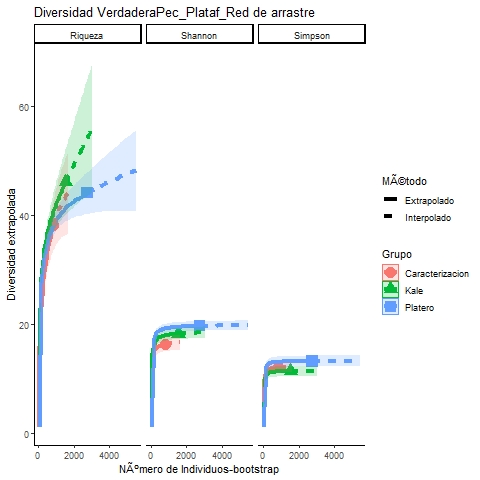 Diversidad VerdaderaPec_Plataf_Red de arrastre
Riqueza
Shannon
Simpson
Diversidad extrapolada
60
40
20
0
0
2000
4000
0
2000
4000
0
2000
4000
NÃºmero de Individuos-bootstrap
MÃ©todo
Extrapolado
Interpolado
Grupo
Caracterizacion
Kale
Platero